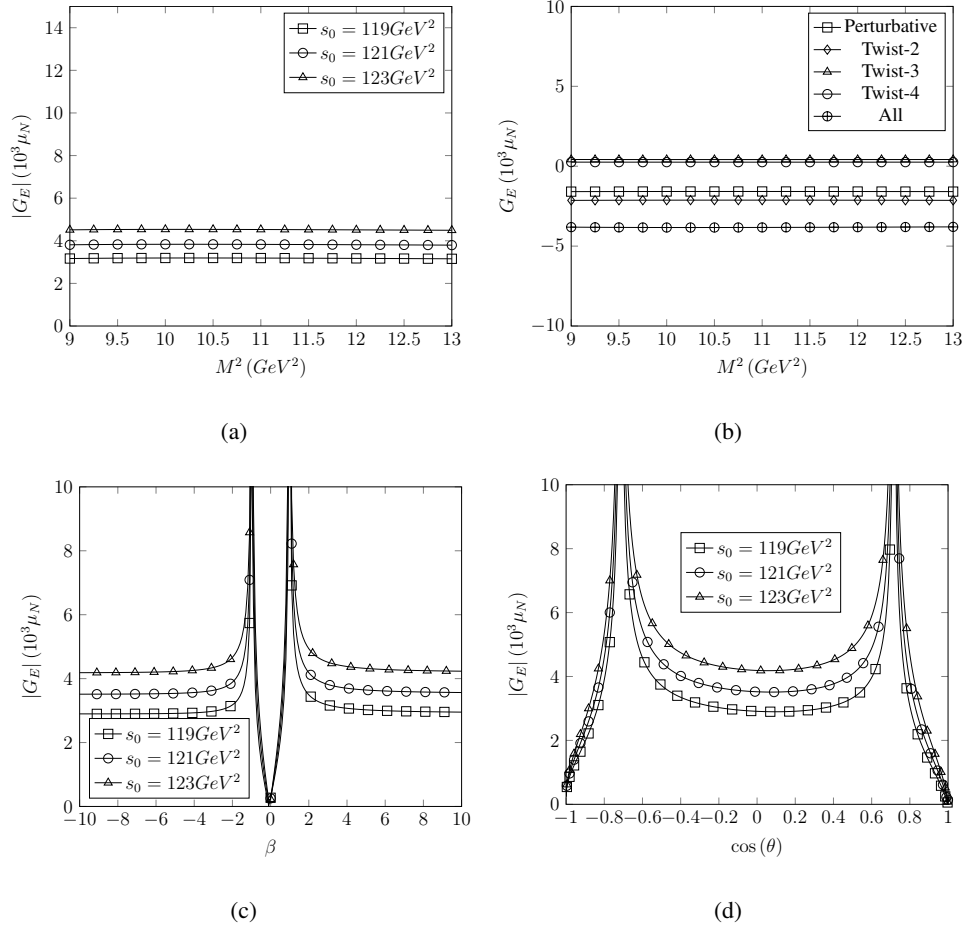 |G_E| (10^3 μ_N)
15
14
12
10
8
6
4
2
0
s_0 = 119GeV^2
s_0 = 121GeV^2
s_0 = 123GeV^2
9 9.5 10 10.5 11 11.5 12 12.5 13
M^2 (GeV^2)
(a)
G_E (10^3 μ_N)
10
5
0
−5
−10
Perturbative
Twist-2
Twist-3
Twist-4
All
9 9.5 10 10.5 11 11.5 12 12.5 13
M^2 (GeV^2)
(b)
|G_E| (10^3 μ_N)
10
8
6
4
2
0
s_0 = 119GeV^2
s_0 = 121GeV^2
s_0 = 123GeV^2
−10 −8 −6 −4 −2 0 2 4 6 8 10
β
(c)
|G_E| (10^3 μ_N)
10
8
6
4
2
0
s_0 = 119GeV^2
s_0 = 121GeV^2
s_0 = 123GeV^2
−1 −0.8 −0.6 −0.4 −0.2 0 0.2 0.4 0.6 0.8 1
cos (θ)
(d)